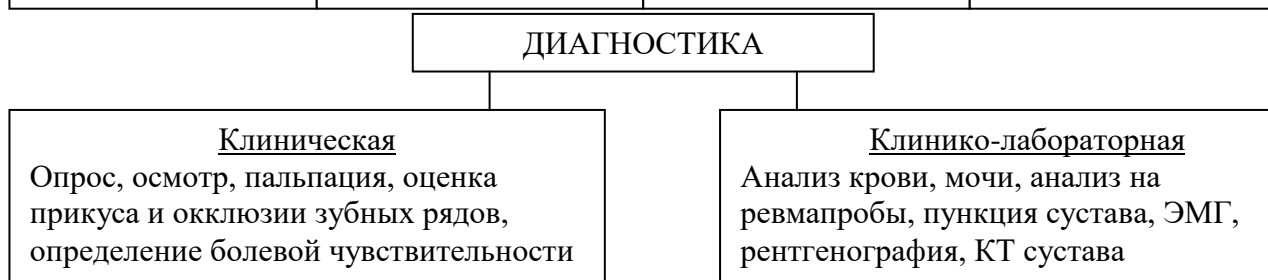 ДИАГНОСТИКА
Клиническая
Опрос, осмотр, пальпация, оценка
прикуса и окклюзии зубных рядов,
определение болевой чувствительности
Клинико-лабораторная
Анализ крови, мочи, анализ на
ревмапробы, пункция сустава, ЭМГ,
рентгенография, КТ сустава